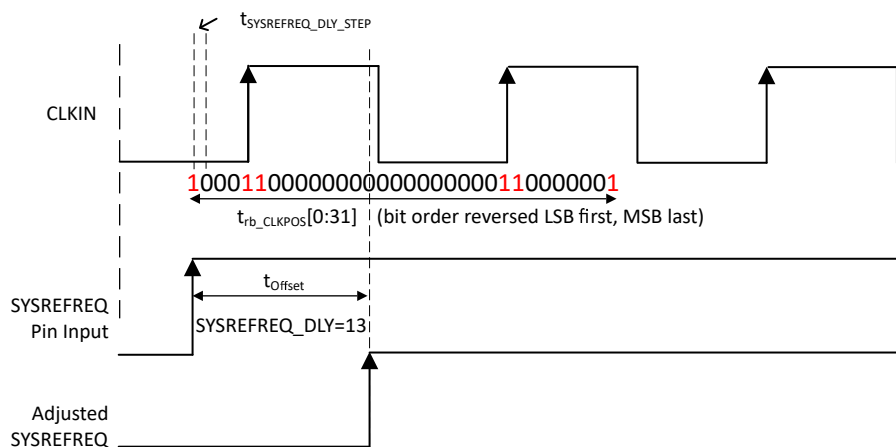 tSYSREFREQ_DLY_STEP
CLKIN
10001100000000000000000110000001
trb_CLKPOS[0:31] (bit order reversed LSB first, MSB last)
tOffset
SYSREFREQ
Pin Input
SYSREFREQ_DLY=13
Adjusted
SYSREFREQ